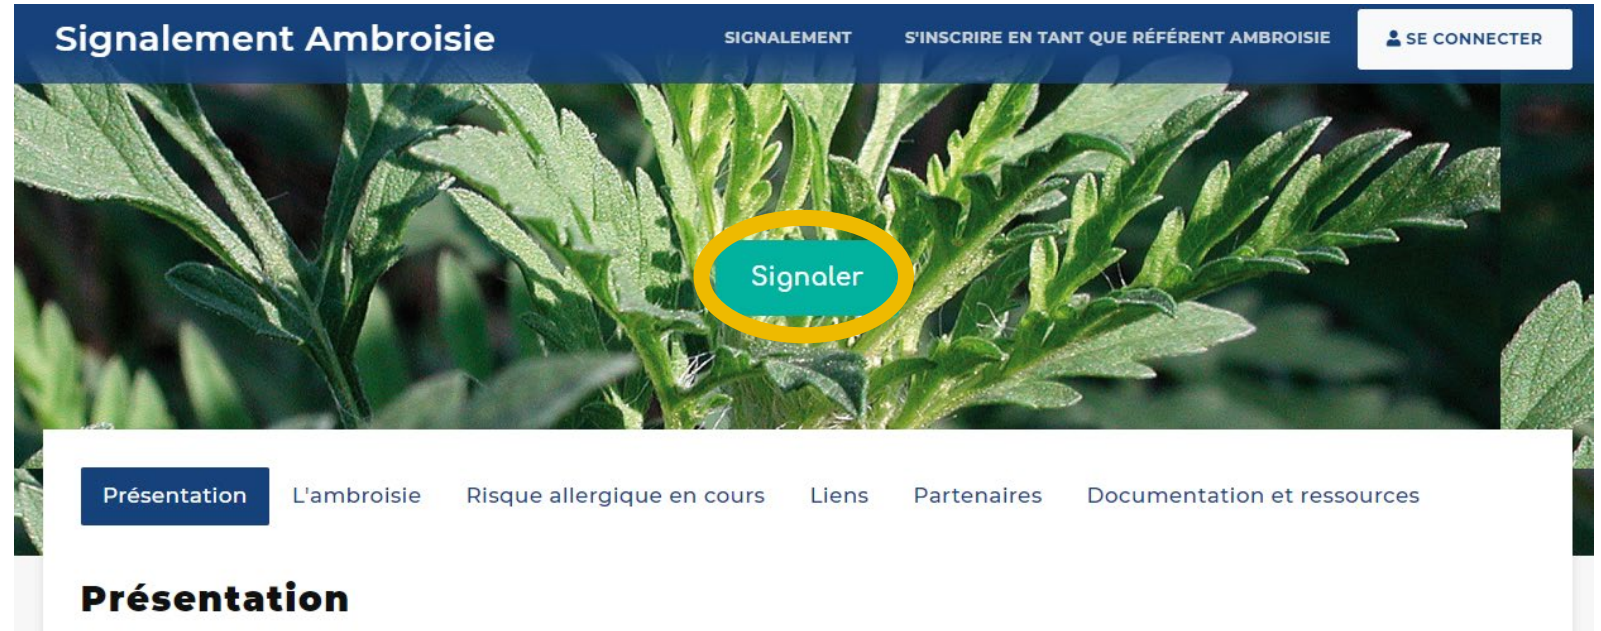 Signalement Ambroisie
SIGNALEMENT
S'INSCRIRE EN TANT QUE RÉFÉRENT AMBROISIE
SE CONNECTER
Signaler
Présentation
L'ambroisie
Risque allergique en cours
Liens
Partenaires
Documentation et ressources
Présentation